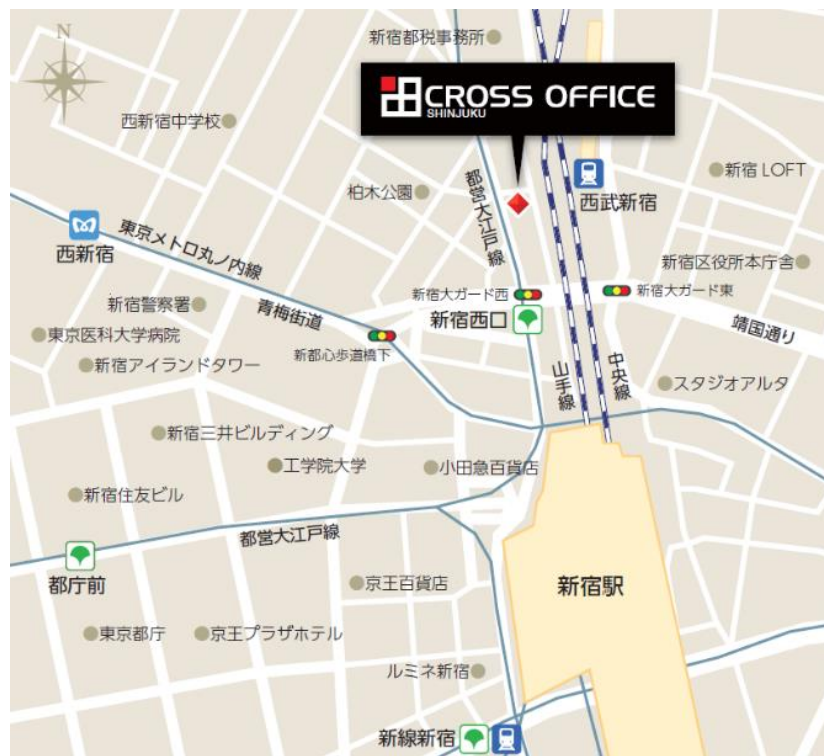 N
新宿都税事務所
CROSS OFFICE
SHINJUKU
西新宿中学校
柏木公園
都営大江戸線
西武新宿
新宿 LOFT
西新宿
東京メトロ丸ノ内線
新宿区役所本庁舎
新宿大ガード西
新宿大ガード東
新宿警察署
青梅街道
新宿西口
靖国通り
東京医科大学病院
新都心歩道橋下
新宿アイランドタワー
山手線
中央線
スタジオアルタ
新宿三井ビルディング
工学院大学
小田急百貨店
新宿住友ビル
都営大江戸線
都庁前
京王百貨店
新宿駅
東京都庁
京王プラザホテル
ルミネ新宿
新線新宿